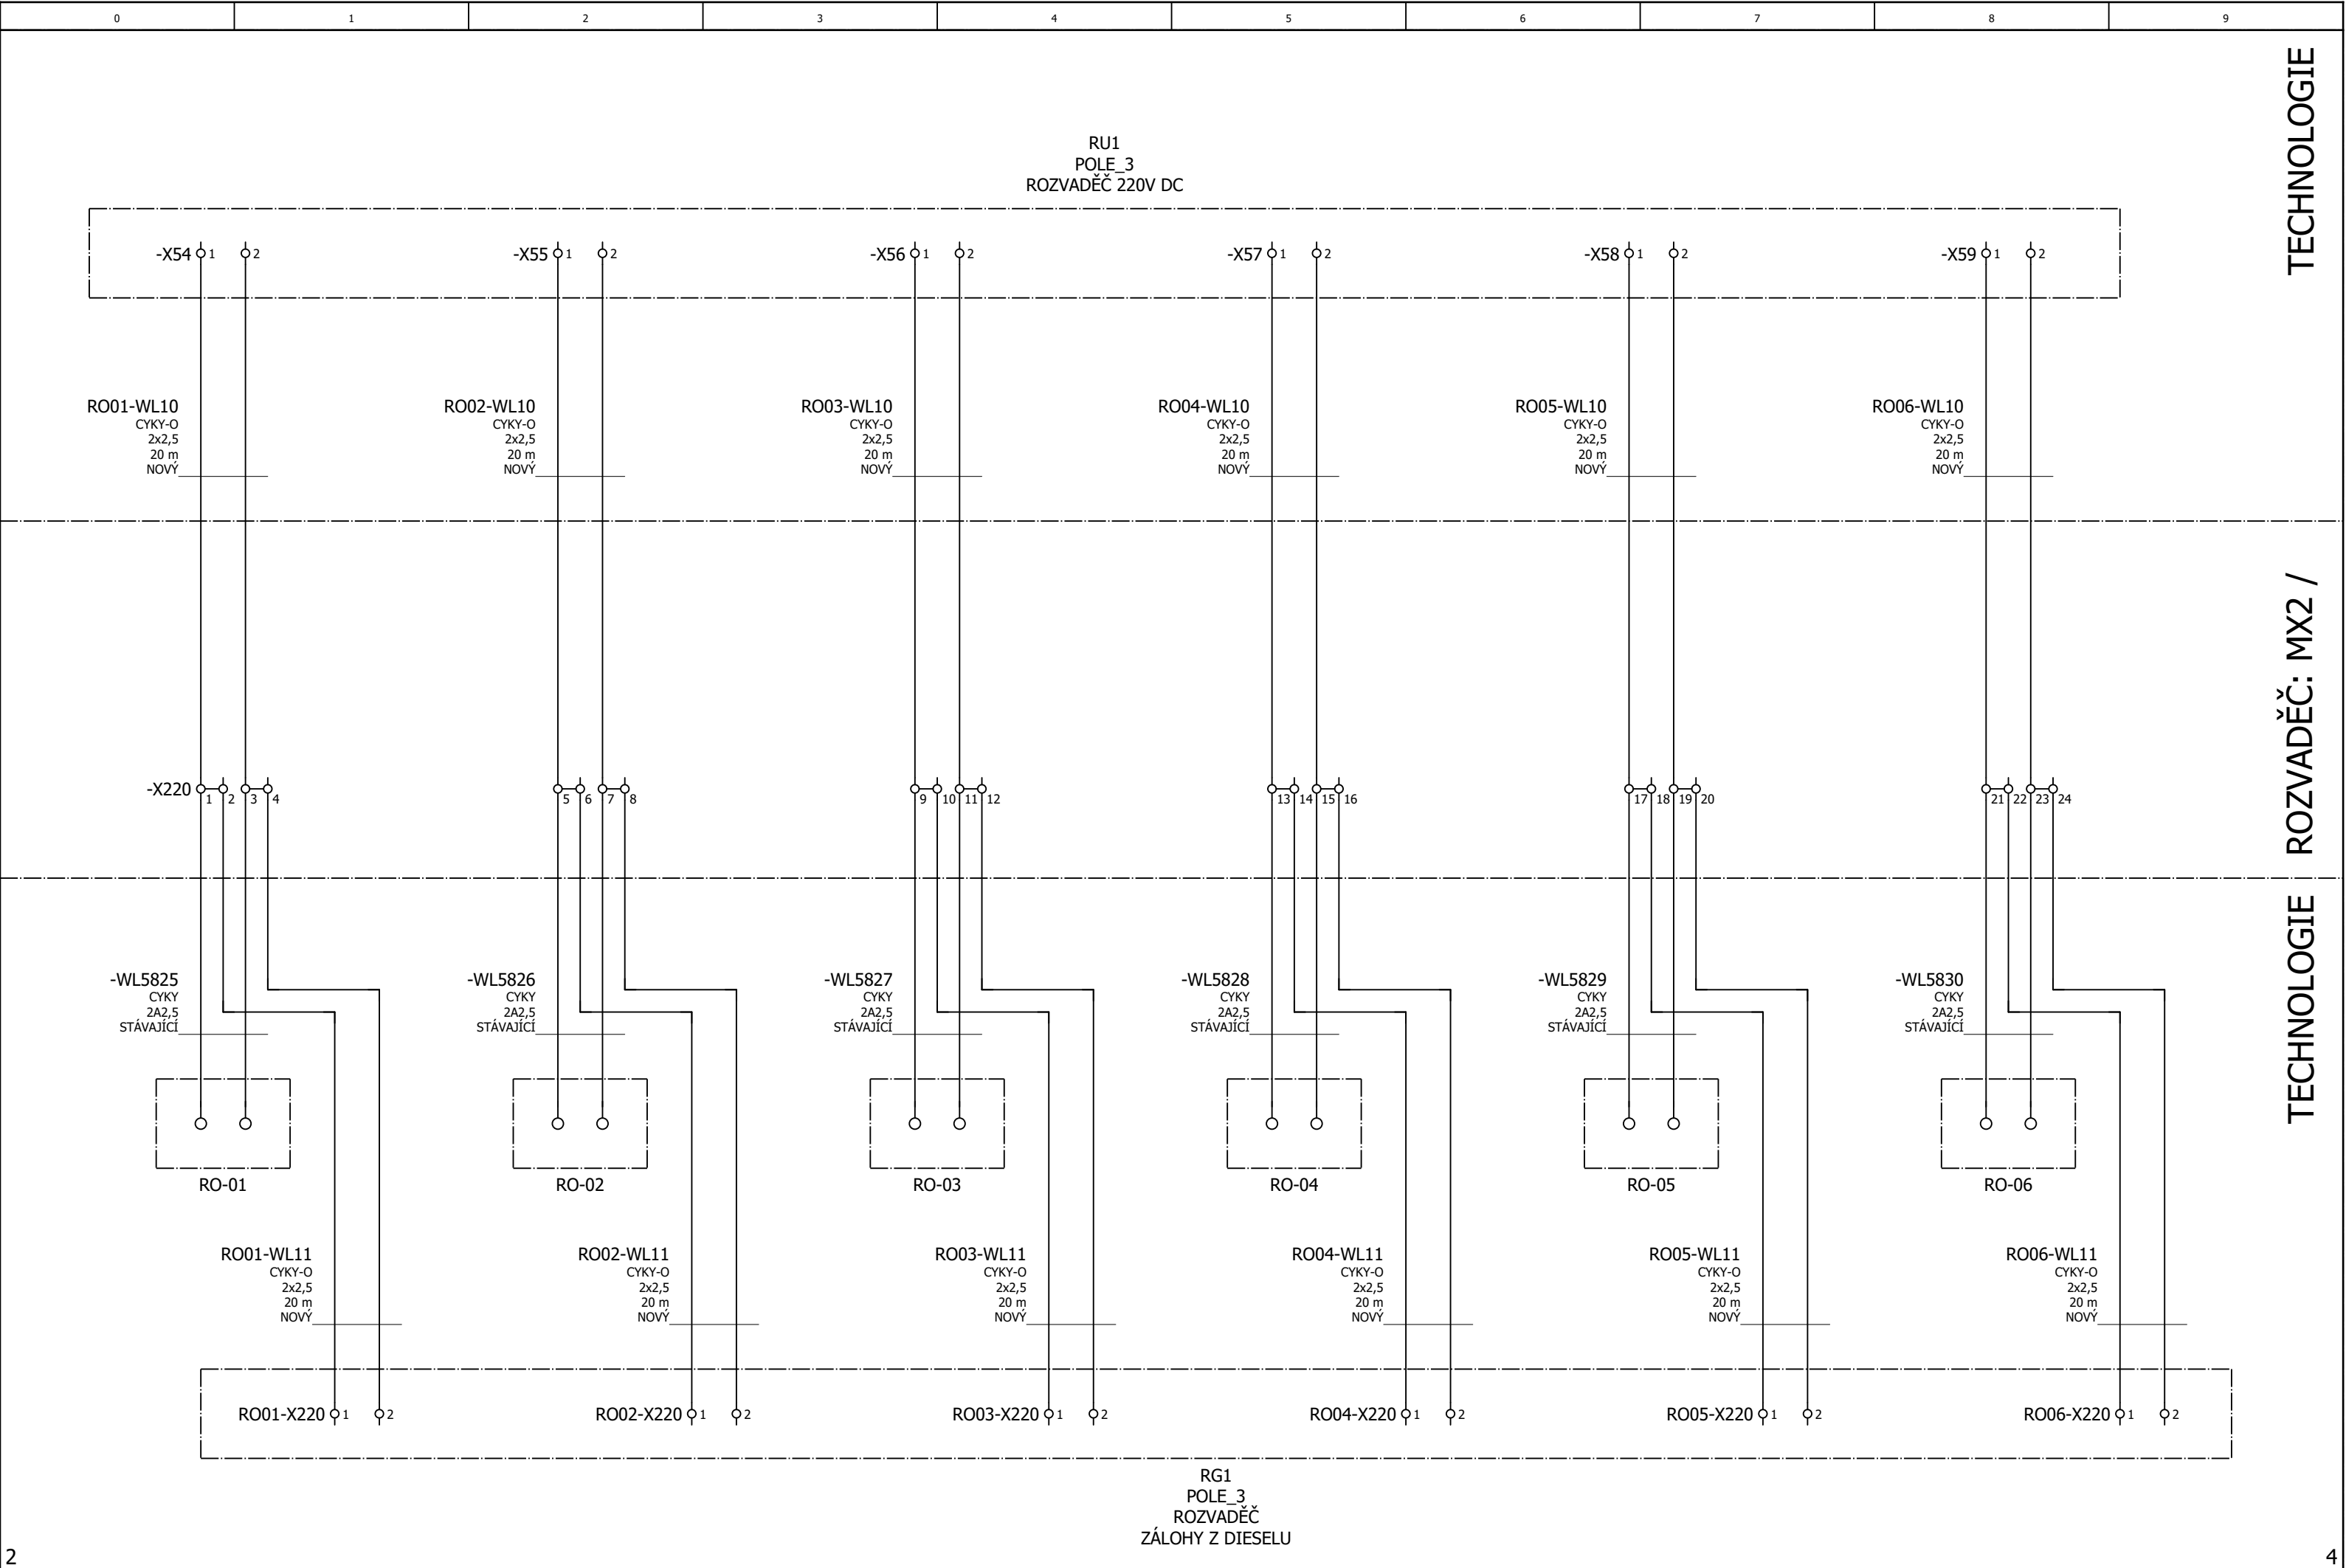 0 1 2 3 4 5 6 7 8 9
TECHNOLOGIE
RU1
POLE_3
ROZVADĚČ 220V DC
-X54 1 2 -X55 1 2 -X56 1 2 -X57 1 2 -X58 1 2 -X59 1 2
RO01-WL10 RO02-WL10 RO03-WL10 RO04-WL10 RO05-WL10 RO06-WL10
CYKY-O CYKY-O CYKY-O CYKY-O CYKY-O CYKY-O
2x2,5 2x2,5 2x2,5 2x2,5 2x2,5 2x2,5
20 m 20 m 20 m 20 m 20 m 20 m
NOVÝ NOVÝ NOVÝ NOVÝ NOVÝ NOVÝ
ROZVADĚČ: MX2 /
-X220 1 2 3 4 5 6 7 8 9 10 11 12 13 14 15 16 17 18 19 20 21 22 23 24
TECHNOLOGIE
-WL5825 -WL5826 -WL5827 -WL5828 -WL5829 -WL5830
CYKY CYKY CYKY CYKY CYKY CYKY
2A2,5 2A2,5 2A2,5 2A2,5 2A2,5 2A2,5
STÁVAJÍCÍ STÁVAJÍCÍ STÁVAJÍCÍ STÁVAJÍCÍ STÁVAJÍCÍ STÁVAJÍCÍ
RO-01 RO-02 RO-03 RO-04 RO-05 RO-06
RO01-WL11 RO02-WL11 RO03-WL11 RO04-WL11 RO05-WL11 RO06-WL11
CYKY-O CYKY-O CYKY-O CYKY-O CYKY-O CYKY-O
2x2,5 2x2,5 2x2,5 2x2,5 2x2,5 2x2,5
20 m 20 m 20 m 20 m 20 m 20 m
NOVÝ NOVÝ NOVÝ NOVÝ NOVÝ NOVÝ
RO01-X220 1 2 RO02-X220 1 2 RO03-X220 1 2 RO04-X220 1 2 RO05-X220 1 2 RO06-X220 1 2
RG1
POLE_3
ROZVADĚČ
ZÁLOHY Z DIESELU
2 4